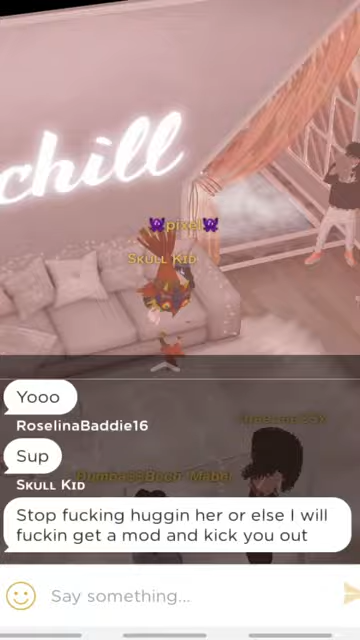 chill
😈pixel😈
Skull Kid
Yooo
RoselinaBaddie16
Sup
Skull Kid
Stop fucking huggin her or else I will
fuckin get a mod and kick you out
Say something...